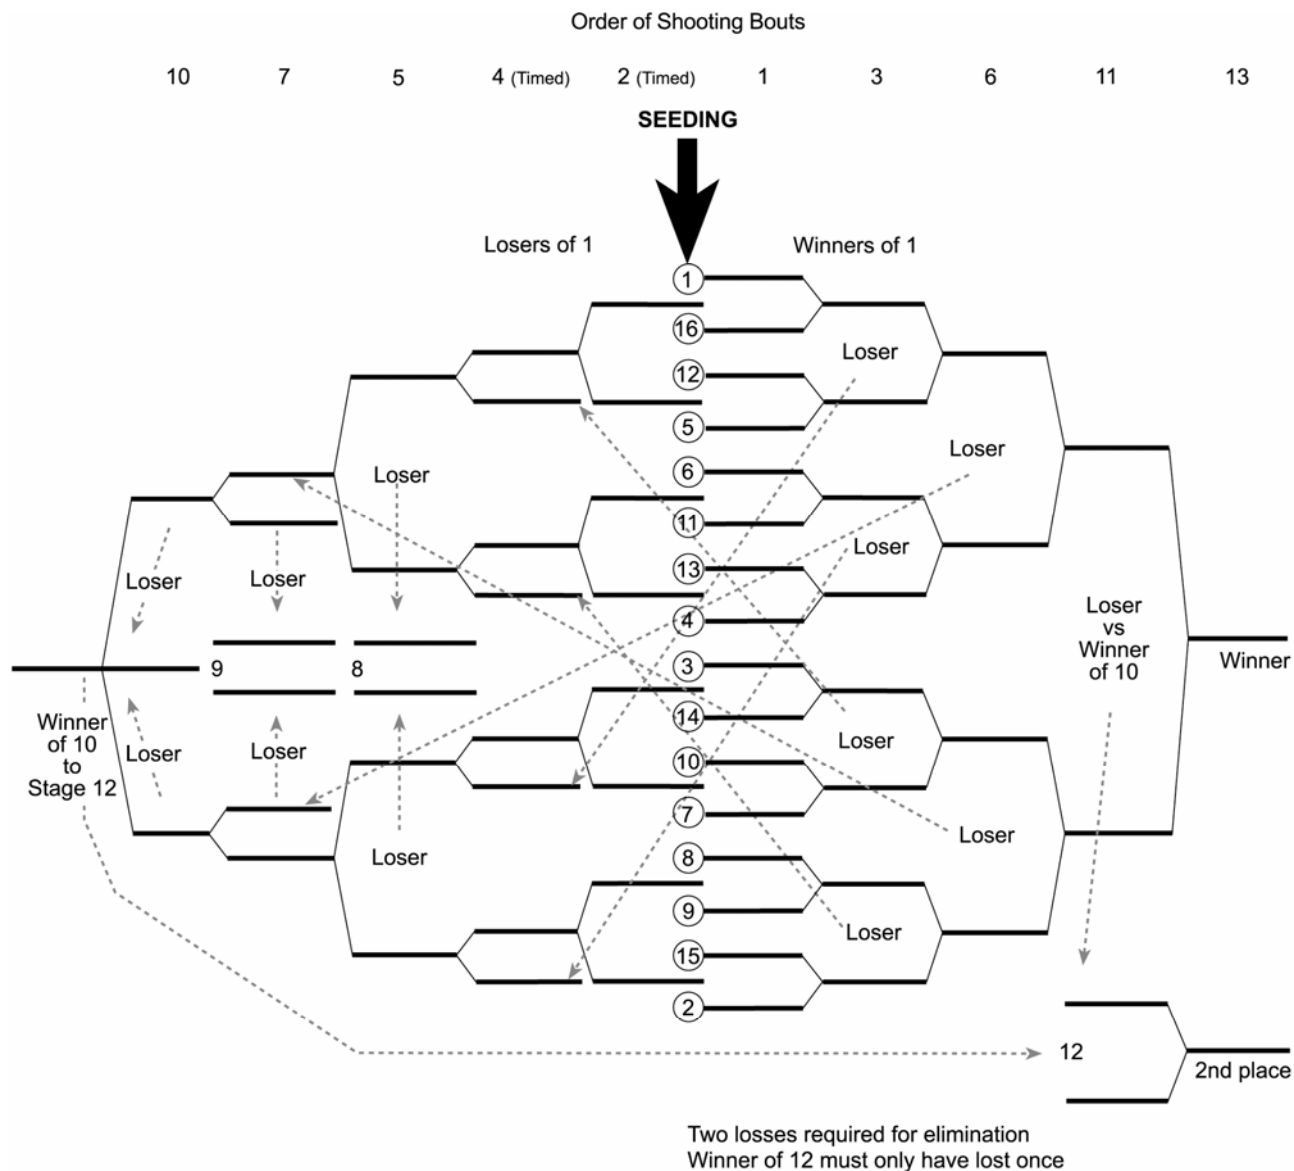 Order of Shooting Bouts
10 7 5 4 (Timed) 2 (Timed) 1 3 6 11 13
SEEDING
Losers of 1 Winners of 1
1
16
Loser
12
5
Loser
Loser
6
11
Loser
Loser
Loser
13
4
Loser
vs
Winner
of 10
3
9
8
Winner
Winner
of 10
to
Stage 12
14
Loser
Loser
Loser
10
7
Loser
Loser
8
9
Loser
15
2
12
2nd place
Two losses required for elimination
Winner of 12 must only have lost once